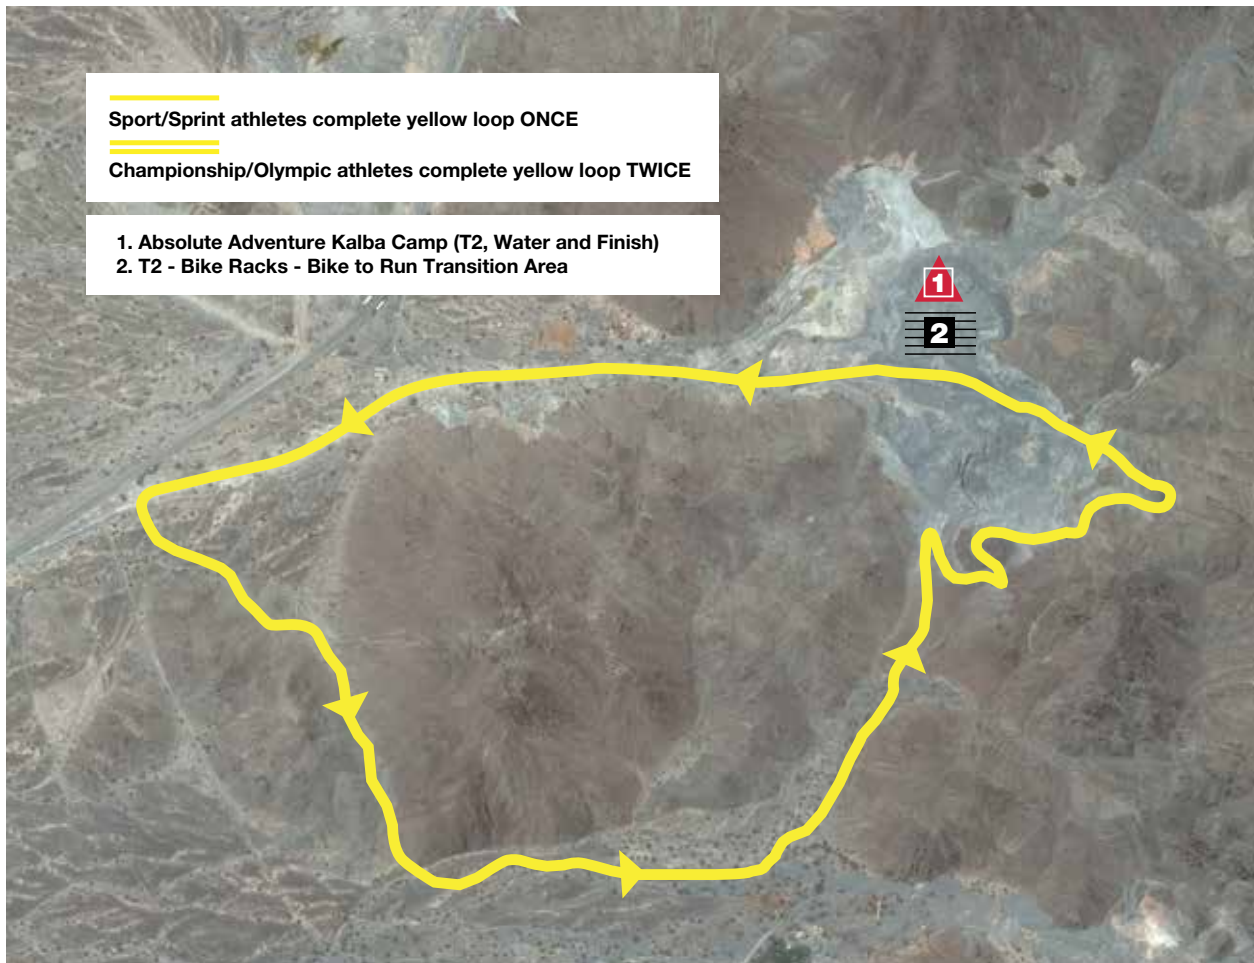 Sport/Sprint athletes complete yellow loop ONCE
Championship/Olympic athletes complete yellow loop TWICE
1. Absolute Adventure Kalba Camp (T2, Water and Finish)
2. T2 - Bike Racks - Bike to Run Transition Area
1
2